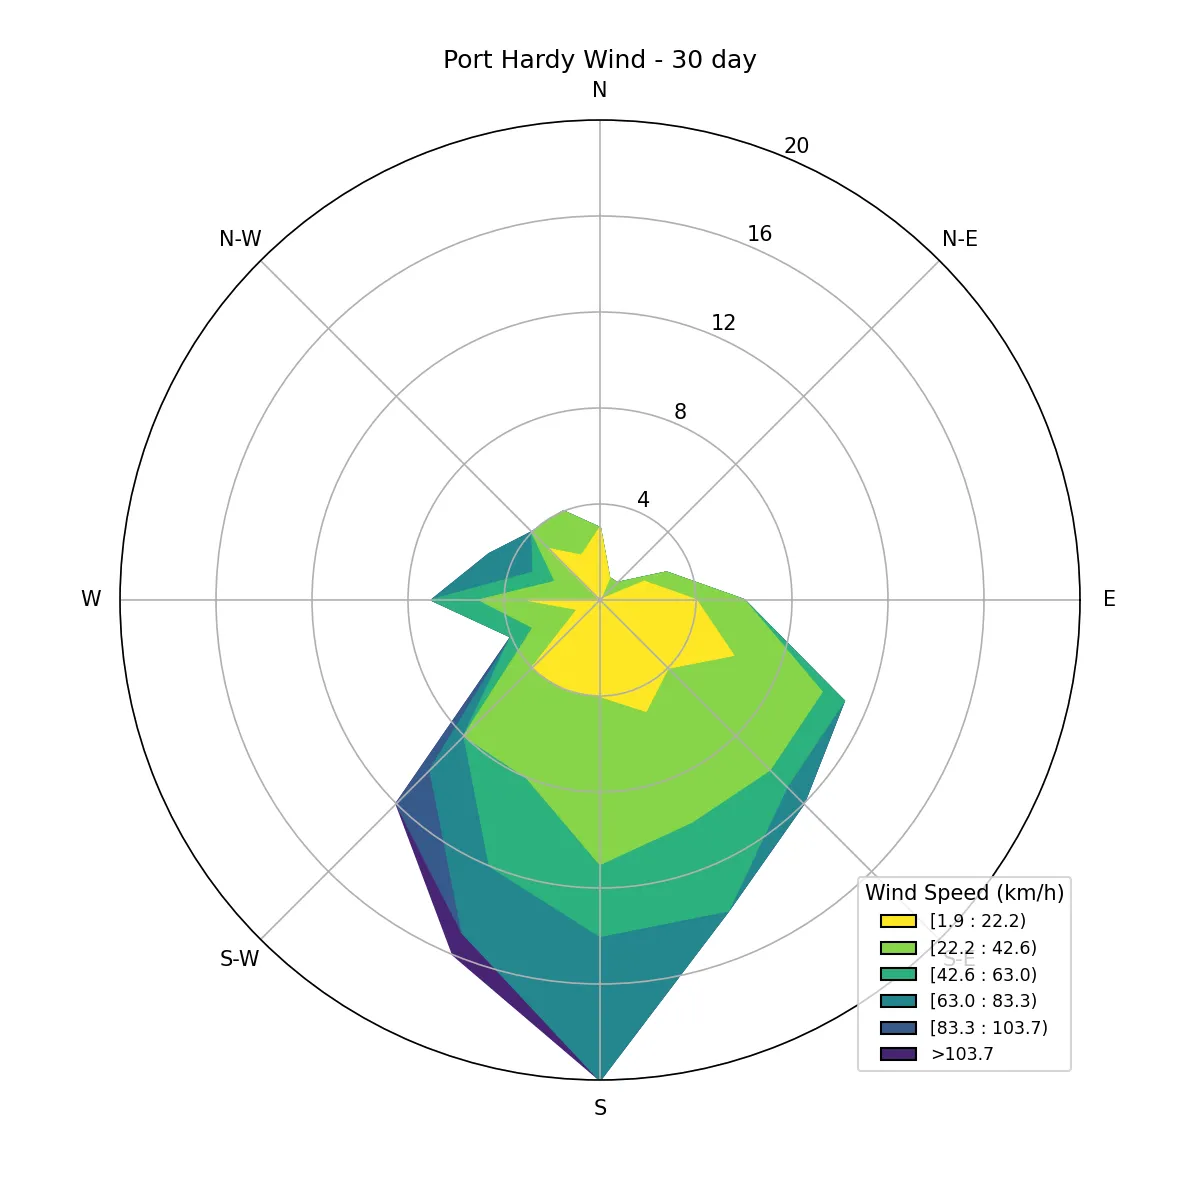 Port Hardy Wind - 30 day
N
20
N-W
N-E
16
12
8
4
W
E
S-W
S-E
S
Wind Speed (km/h)
[1.9 : 22.2)
[22.2 : 42.6)
[42.6 : 63.0)
[63.0 : 83.3)
[83.3 : 103.7)
>103.7